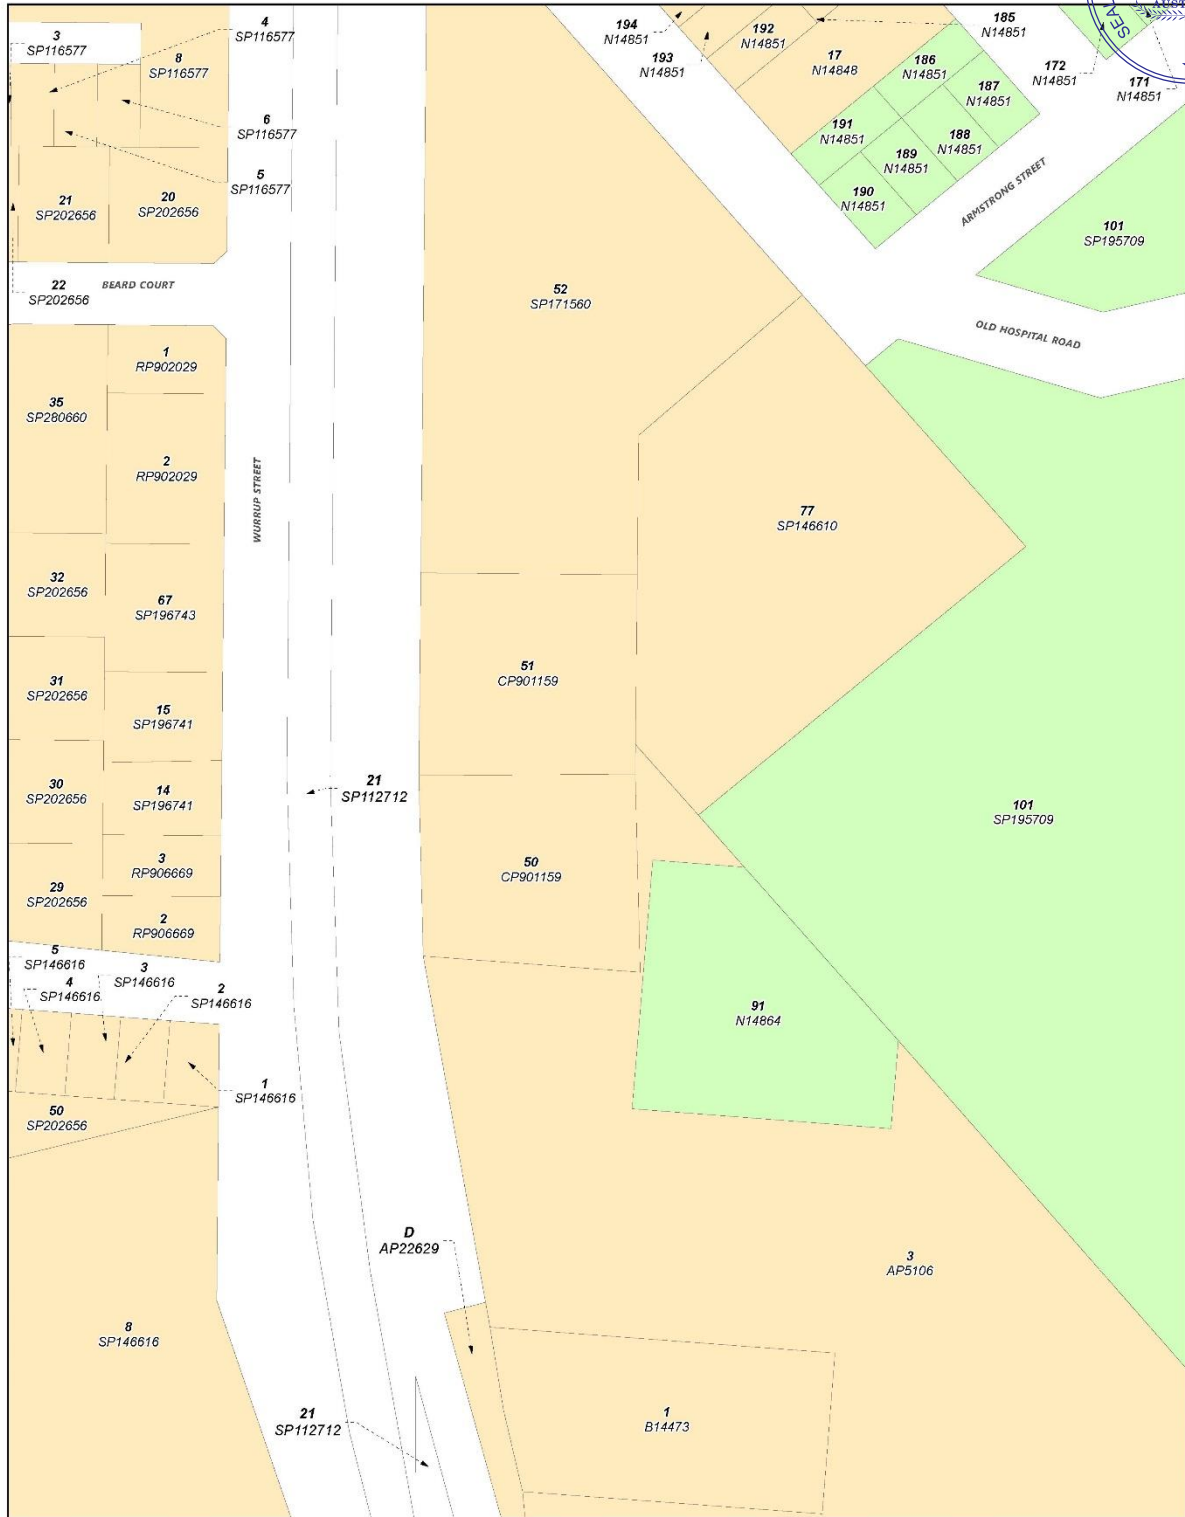 3
SP116577
4
SP116577
8
SP116577
6
SP116577
5
SP116577
21
SP202656
20
SP202656
22
SP202656
BEARD COURT
194
N14851
193
N14851
192
N14851
17
N14848
185
N14851
186
N14851
172
N14851
171
N14851
187
N14851
191
N14851
188
N14851
189
N14851
190
N14851
ARMSTRONG STREET
101
SP195709
OLD HOSPITAL ROAD
SEAL
AUST
52
SP171560
1
RP902029
35
SP280660
2
RP902029
WURRUP STREET
77
SP146610
32
SP202656
67
SP196743
31
SP202656
15
SP196741
51
CP901159
30
SP202656
14
SP196741
21
SP112712
101
SP195709
3
RP906669
29
SP202656
2
RP906669
50
CP901159
5
SP146616
4
SP146616
3
SP146616
2
SP146616
1
SP146616
91
N14864
50
SP202656
D
AP22629
3
AP5106
8
SP146616
21
SP112712
1
B14473